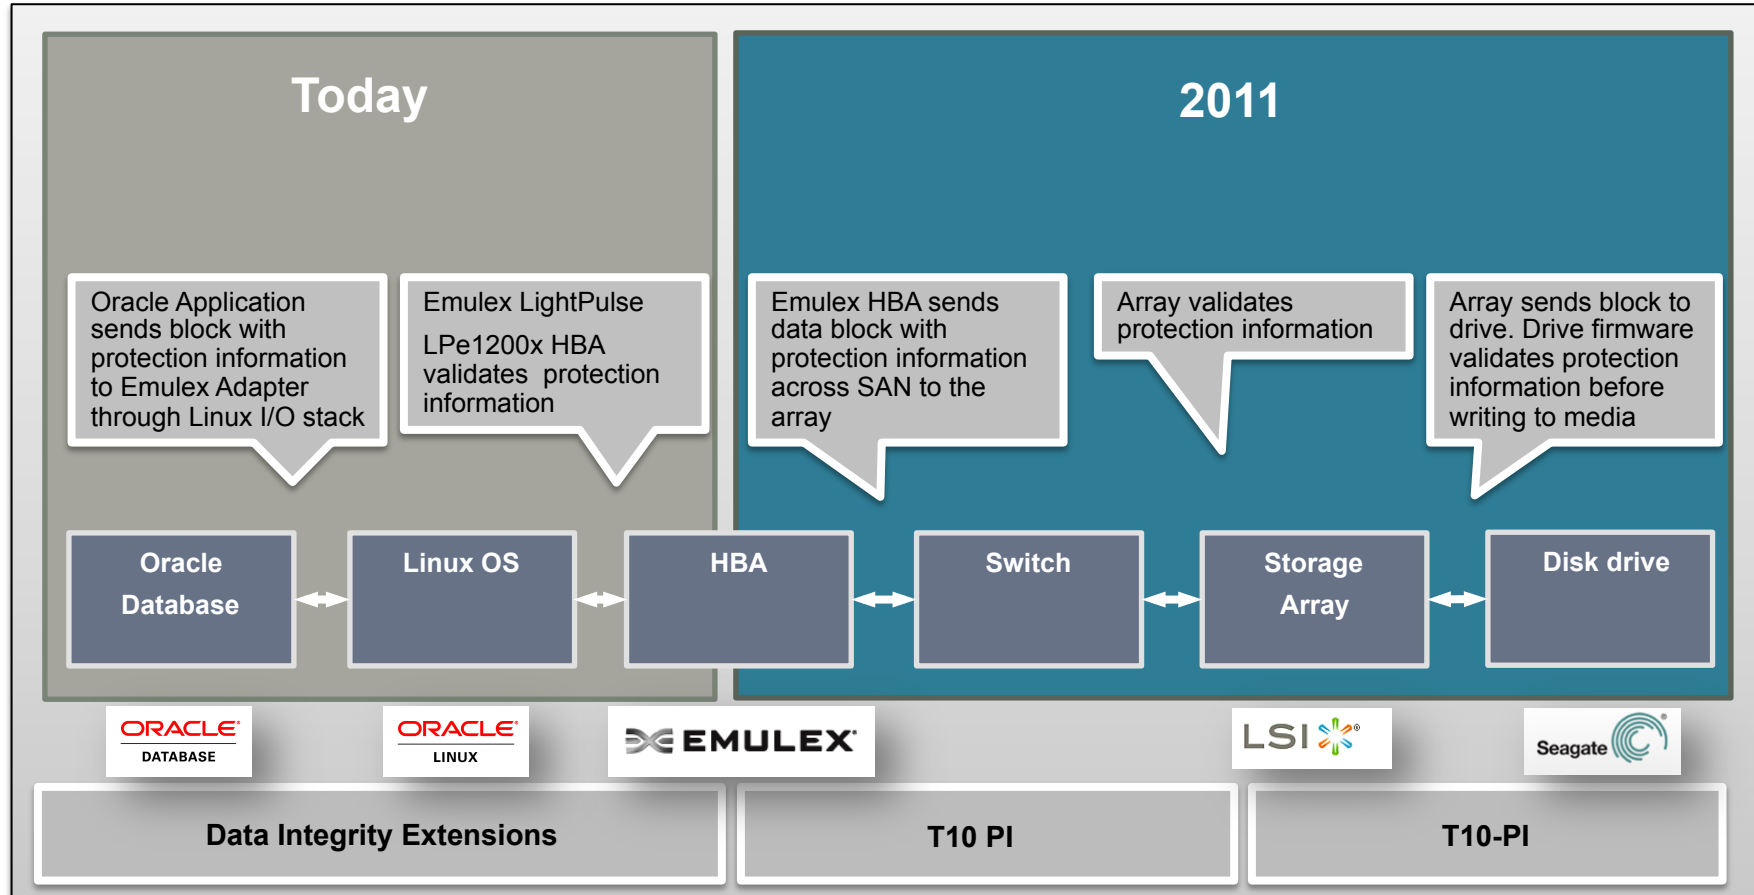 Today
2011
Oracle Application
sends block with
protection information
to Emulex Adapter
through Linux I/O stack
Emulex LightPulse
LPe1200x HBA
validates protection
information
Emulex HBA sends
data block with
protection information
across SAN to the
array
Array validates
protection information
Array sends block to
drive. Drive firmware
validates protection
information before
writing to media
Oracle
Database
Linux OS
HBA
Switch
Storage
Array
Disk drive
ORACLE®
DATABASE
ORACLE®
LINUX
EMULEX®
LSI®
Seagate®
Data Integrity Extensions
T10 PI
T10-PI